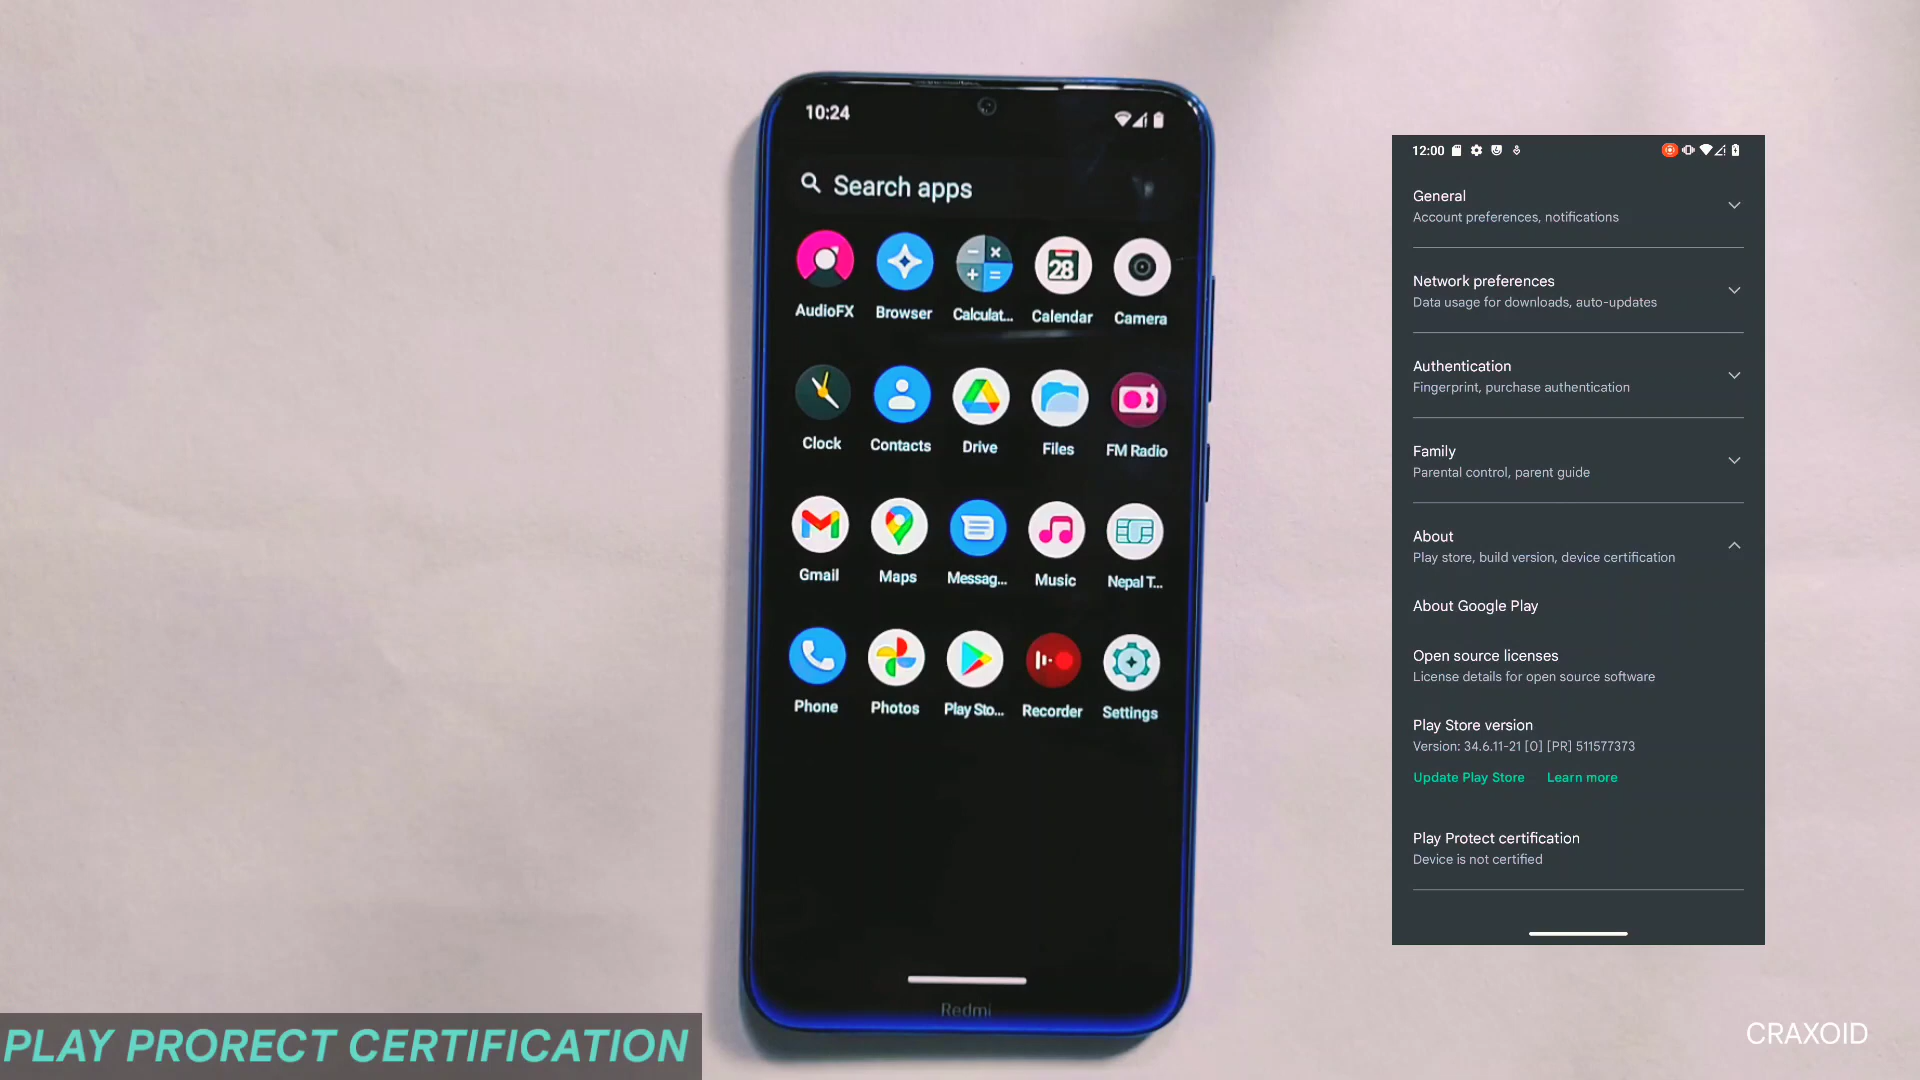 10:24
Search apps
AudioFX
Browser
Calculat...
28
Calendar
Camera
Clock
Contacts
Drive
Files
FM Radio
Gmail
Maps
Messag...
Music
Nepal T...
Phone
Photos
Play Sto...
Recorder
Settings
Redmi
12:00
General
Account preferences, notifications
Network preferences
Data usage for downloads, auto-updates
Authentication
Fingerprint, purchase authentication
Family
Parental control, parent guide
About
Play store, build version, device certification
About Google Play
Open source licenses
License details for open source software
Play Store version
Version: 34.6.11-21 [0] [PR] 511577373
Update Play Store Learn more
Play Protect certification
Device is not certified
PLAY PRORECT CERTIFICATION
CRAXOID